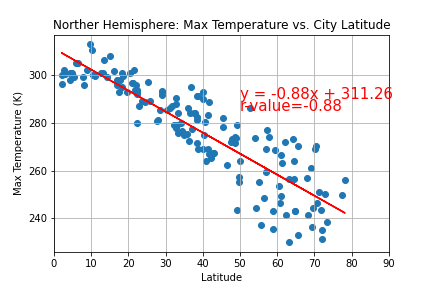 Norther Hemisphere: Max Temperature vs. City Latitude
Max Temperature (K)
300
280
260
240
y = -0.88x + 311.26
r-value=-0.88
0 10 20 30 40 50 60 70 80 90
Latitude